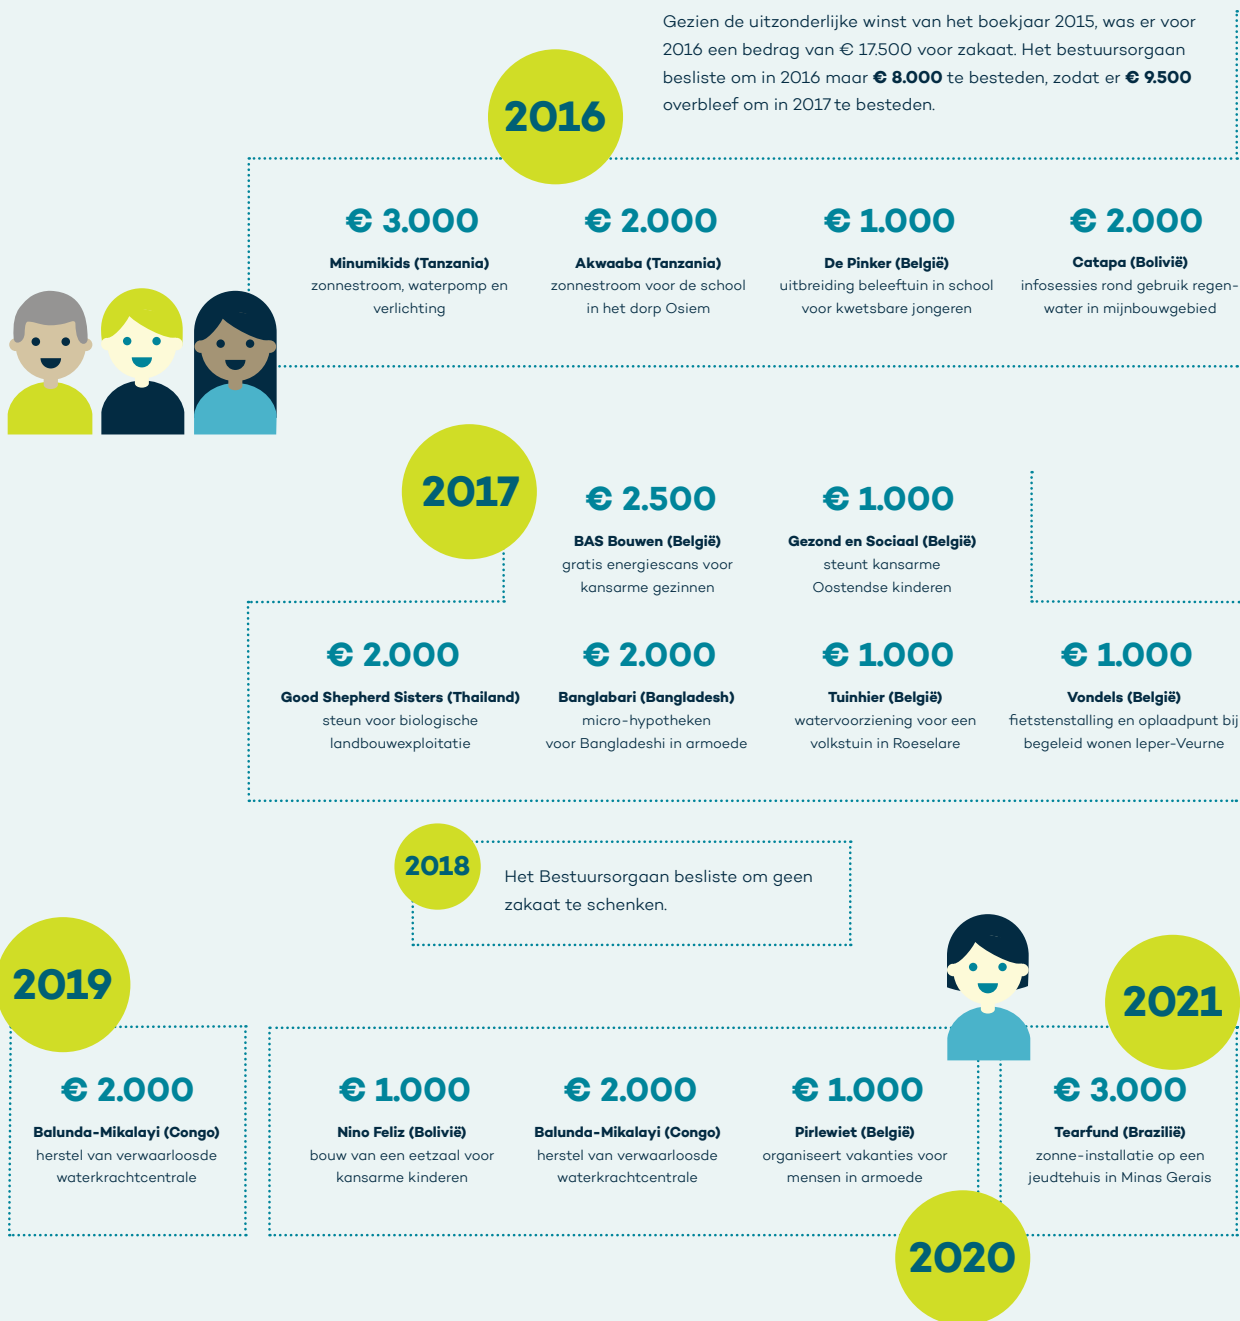 Gezien de uitzonderlijke winst van het boekjaar 2015, was er voor
2016 een bedrag van € 17.500 voor zakaat. Het bestuursorgaan
besliste om in 2016 maar € 8.000 te besteden, zodat er € 9.500
overbleef om in 2017 te besteden.
2016
€ 3.000
Minumikids (Tanzania)
zonnestroom, waterpomp en
verlichting
€ 2.000
Akwaaba (Tanzania)
zonnestroom voor de school
in het dorp Osiem
€ 1.000
De Pinker (België)
uitbreiding beleeftuin in school
voor kwetsbare jongeren
€ 2.000
Catapa (Bolivië)
infosessies rond gebruik regen-
water in mijnbouwgebied
2017
€ 2.500
BAS Bouwen (België)
gratis energiescans voor
kansarme gezinnen
€ 1.000
Gezond en Sociaal (België)
steunt kansarme
Oostendse kinderen
€ 2.000
Good Shepherd Sisters (Thailand)
steun voor biologische
landbouwexploitatie
€ 2.000
Banglabari (Bangladesh)
micro-hypotheken
voor Bangladeshi in armoede
€ 1.000
Tuinhier (België)
watervoorziening voor een
volkstuin in Roeselare
€ 1.000
Vondels (België)
fietstenstalling en oplaadpunt bij
begeleid wonen Ieper-Veurne
2018
Het Bestuursorgaan besliste om geen
zakaat te schenken.
2019
€ 2.000
Balunda-Mikalayi (Congo)
herstel van verwaarloosde
waterkrachtcentrale
€ 1.000
Nino Feliz (Bolivië)
bouw van een eetzaal voor
kansarme kinderen
€ 2.000
Balunda-Mikalayi (Congo)
herstel van verwaarloosde
waterkrachtcentrale
€ 1.000
Pirlewiet (België)
organiseert vakanties voor
mensen in armoede
2020
2021
€ 3.000
Tearfund (Brazilië)
zonne-installatie op een
jeudtehuis in Minas Gerais